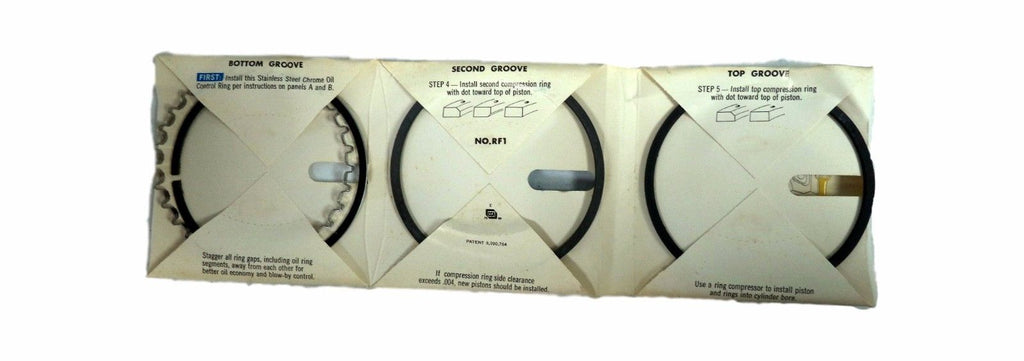 BOTTOM GROOVE
FIRST: Install this Stainless Steel Chrome Oil
Control Ring per instructions on panels A and B.
Stagger all ring gaps, including oil ring
segments, away from each other for
better oil economy and blow-by control.
SECOND GROOVE
STEP 4 — Install second compression ring
with dot toward top of piston.
NO. RF1
PATENT
If compression ring side clearance
exceeds .004, new pistons should be installed.
TOP GROOVE
STEP 5 — Install top compression ring
with dot toward top of piston.
Use a ring compressor to install piston
and rings into cylinder bore.